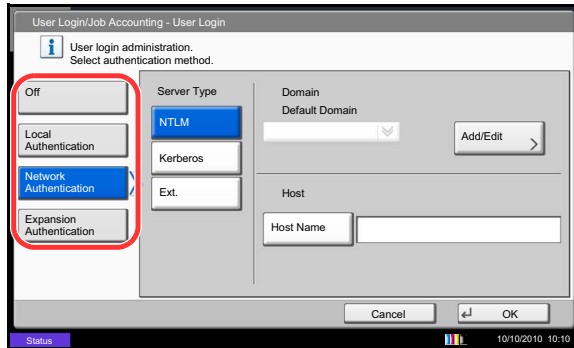 User Login/Job Accounting - User Login
User login administration.
Select authentication method.
Off
Local
Authentication
Network
Authentication
Expansion
Authentication
Server Type
NTLM
Kerberos
Ext.
Domain
Default Domain
Add/Edit
Host
Host Name
Cancel
OK
Status
10/10/2010 10:10